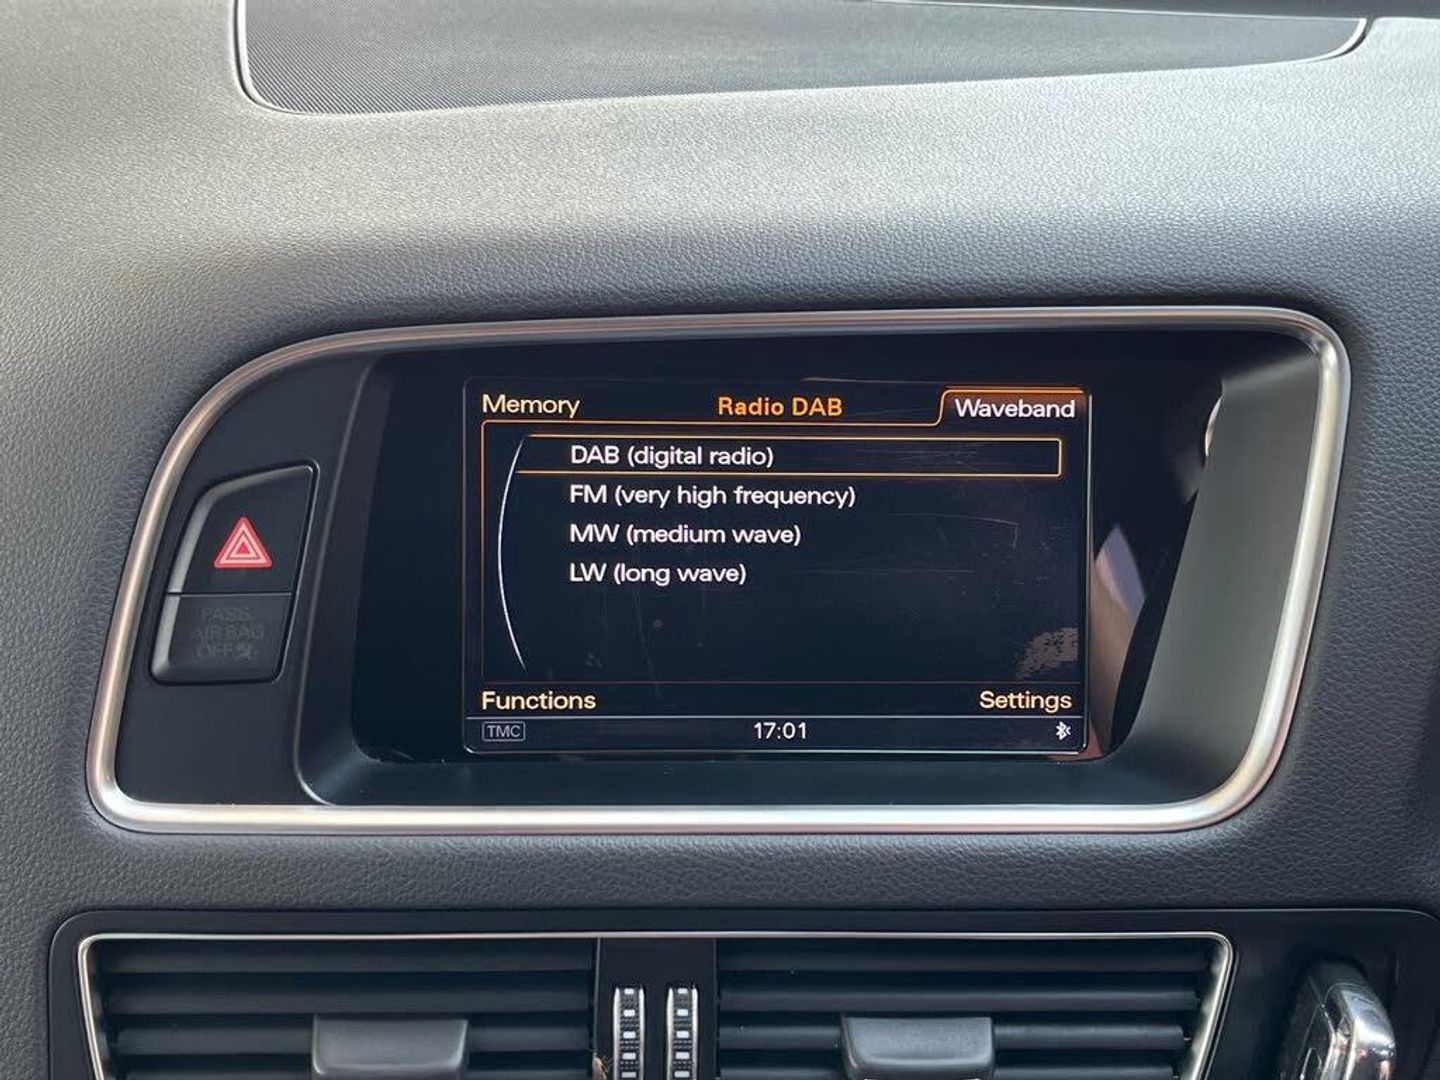 Memory Radio DAB Waveband
DAB (digital radio)
FM (very high frequency)
MW (medium wave)
LW (long wave)
PASS.
AIR BAG
OFF
Functions Settings
TMC 17:01